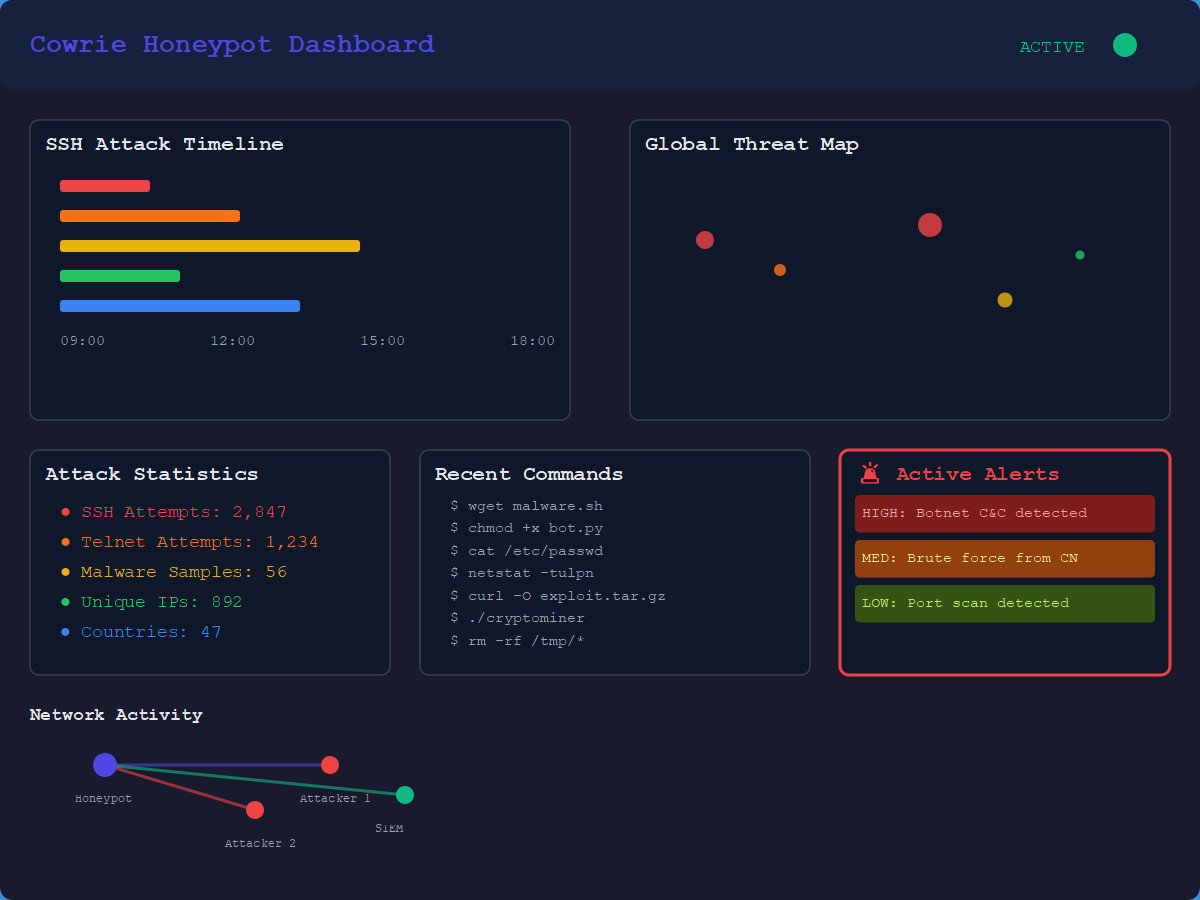 Cowrie Honeypot Dashboard
ACTIVE
SSH Attack Timeline
09:00 12:00 15:00 18:00
Global Threat Map
Attack Statistics
SSH Attempts: 2,847
Telnet Attempts: 1,234
Malware Samples: 56
Unique IPs: 892
Countries: 47
Recent Commands
$ wget malware.sh
$ chmod +x bot.py
$ cat /etc/passwd
$ netstat -tulpn
$ curl -O exploit.tar.gz
$ ./cryptominer
$ rm -rf /tmp/*
Active Alerts
HIGH: Botnet C&C detected
MED: Brute force from CN
LOW: Port scan detected
Network Activity
Honeypot
Attacker 1
SIEM
Attacker 2